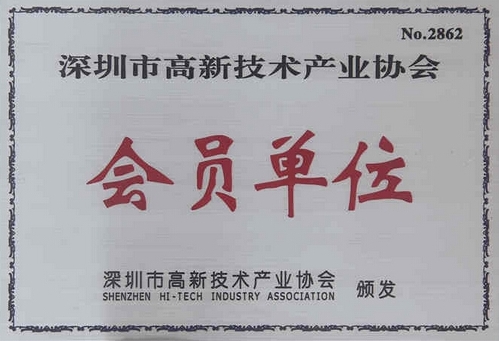 No.2862
深圳市高新技术产业协会
会员单位
深圳市高新技术产业协会
SHENZHEN HI-TECH INDUSTRY ASSOCIATION
颁发